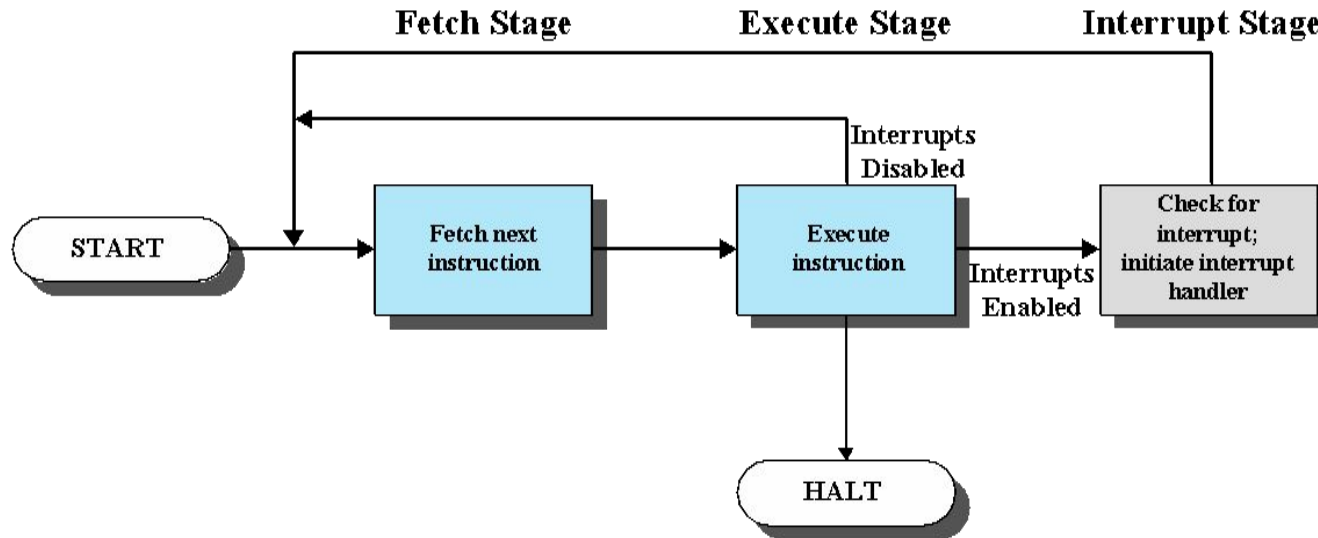 Fetch Stage
Execute Stage
Interrupt Stage
Interrupts
Disabled
START
Fetch next
instruction
Execute
instruction
Interrupts
Enabled
Check for
interrupt;
initiate interrupt
handler
HALT